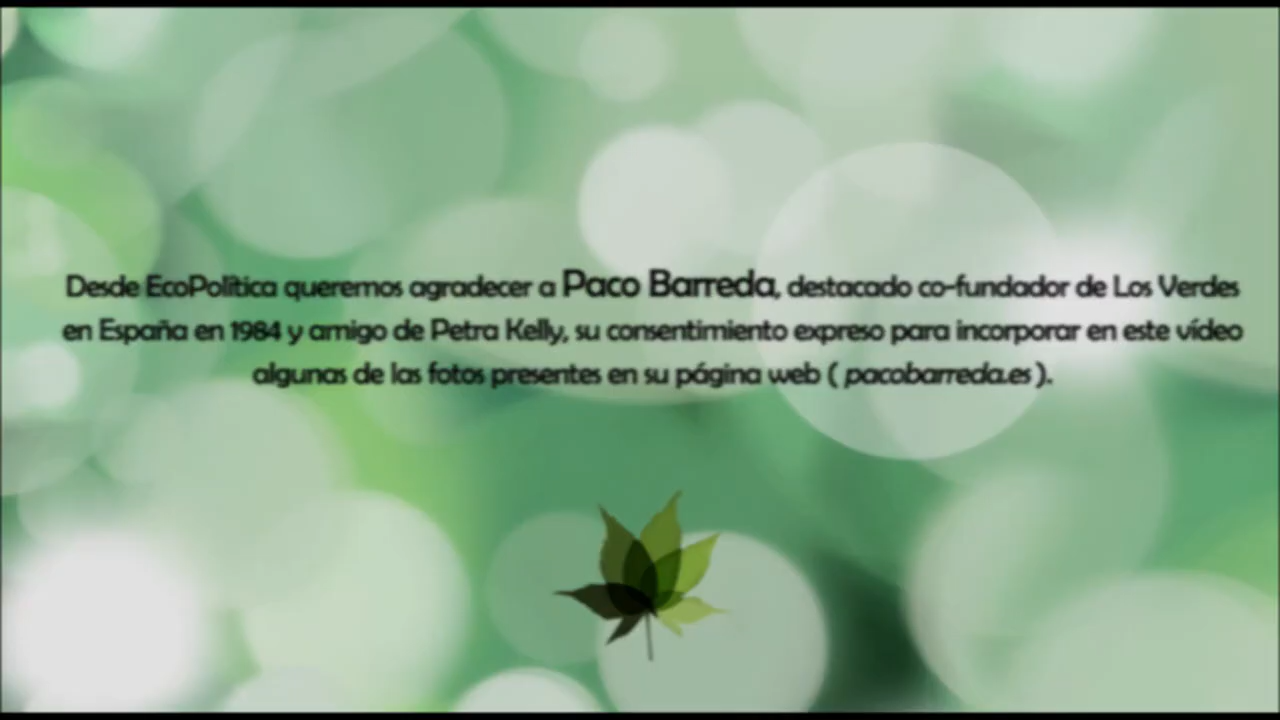 Desde EcoPolítica queremos agradecer a Paco Barreda, destacado co-fundador de Los Verdes
en España en 1984 y amigo de Petra Kelly, su consentimiento expreso para incorporar en este vídeo
algunas de las fotos presentes en su página web ( pacobarreda.es ).